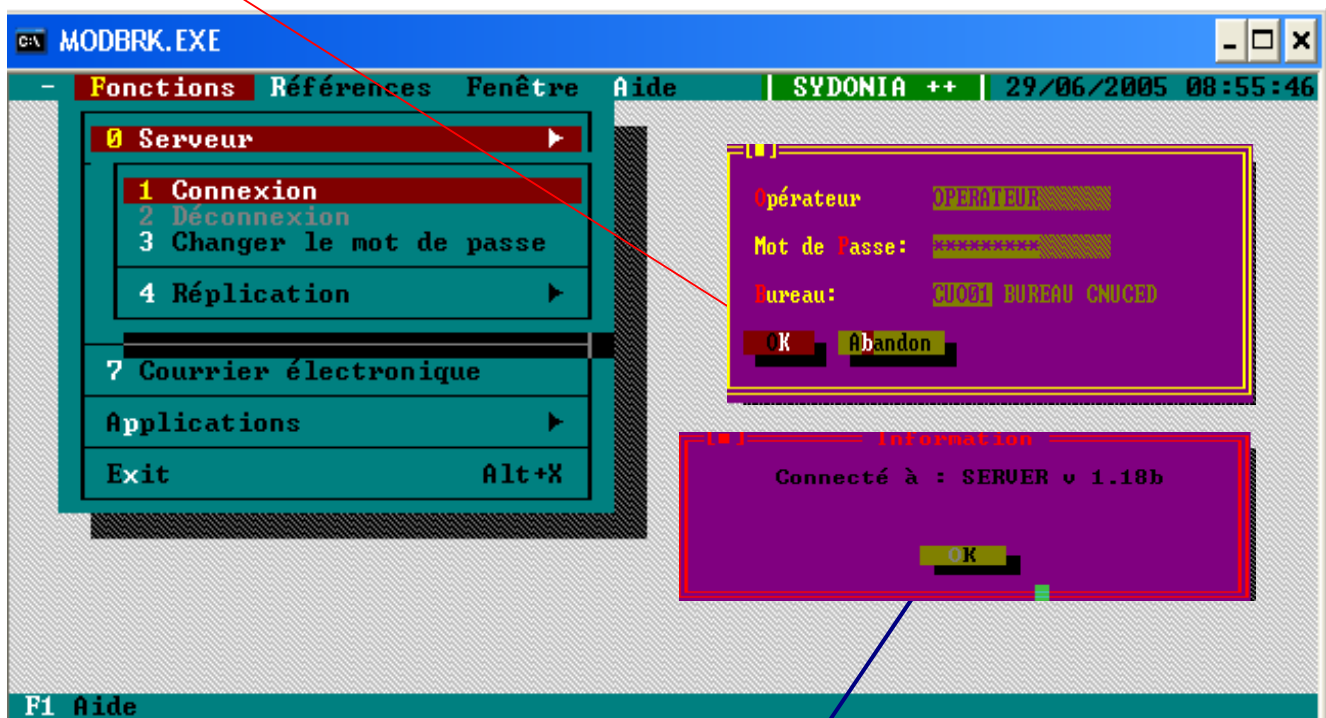 C:\ MODBRK.EXE
- Fonctions Références Fenêtre Aide | SYDONIA ++ | 29/06/2005 08:55:46
0 Serveur
1 Connexion
2 Déconnexion
3 Changer le mot de passe
4 Réplication
7 Courrier électronique
Applications
Exit Alt+X
Opérateur OPERATEUR
Mot de Passe: *********
Bureau: CUO01 BUREAU CNUCED
OK Abandon
Information
Connecté à : SERVER v 1.18b
OK
F1 Aide